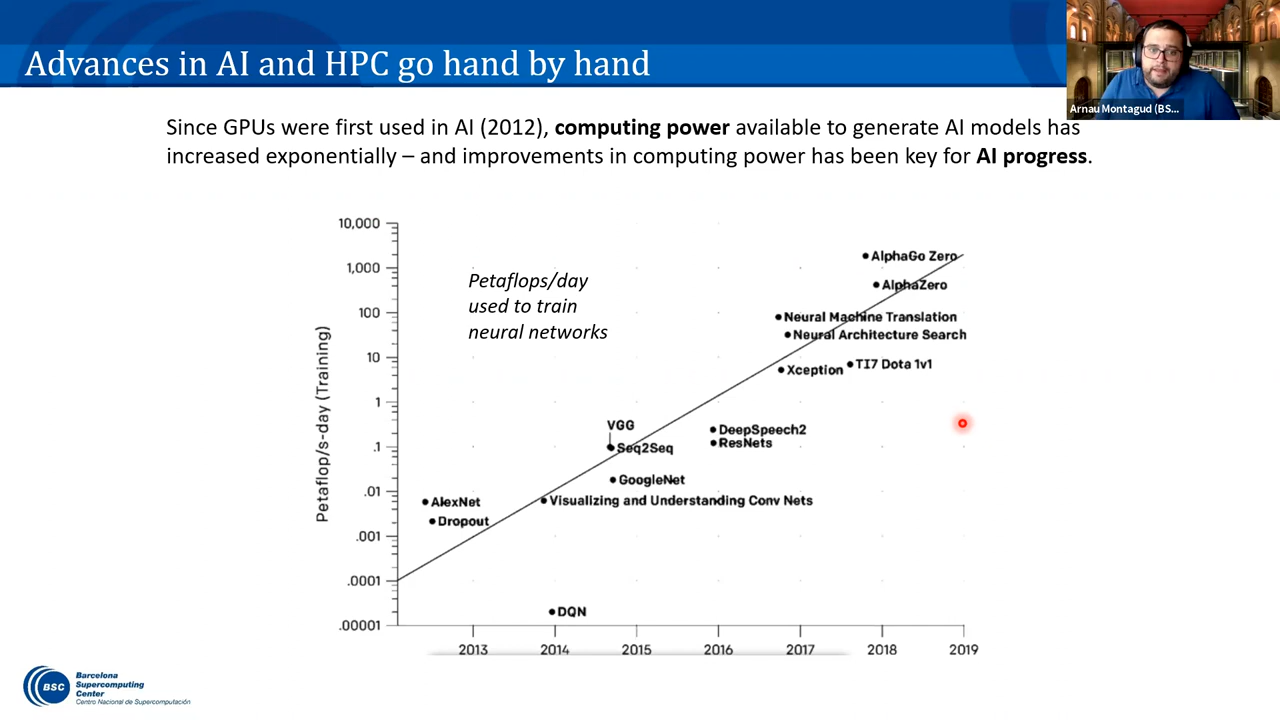 Advances in AI and HPC go hand by hand
Arnau Montagud (BS...
Since GPUs were first used in AI (2012), computing power available to generate AI models has
increased exponentially – and improvements in computing power has been key for AI progress.
Petaflop/s-day (Training)
10,000
1,000
100
10
1
.1
.01
.001
.0001
.00001
Petaflops/day
used to train
neural networks
AlphaGo Zero
AlphaZero
Neural Machine Translation
Neural Architecture Search
Xception
TI7 Dota 1v1
VGG
Seq2Seq
DeepSpeech2
ResNets
GoogleNet
AlexNet
Visualizing and Understanding Conv Nets
Dropout
DQN
2013 2014 2015 2016 2017 2018 2019
BSC
Barcelona
Supercomputing
Center
Centro Nacional de Supercomputación